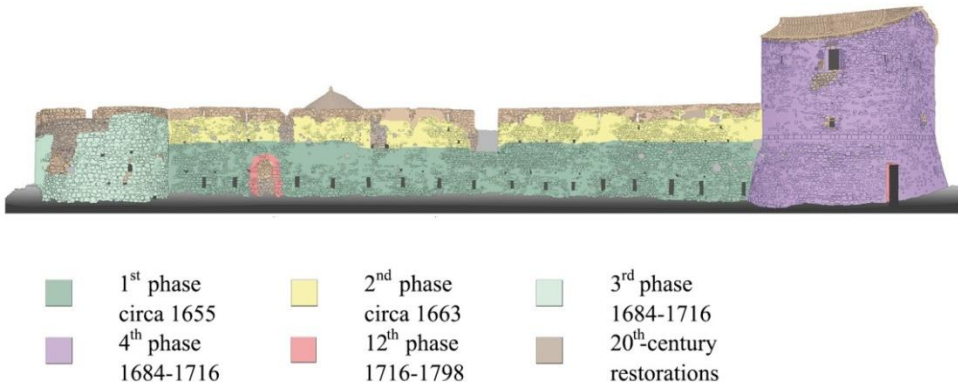 1st phase
circa 1655
2nd phase
circa 1663
3rd phase
1684-1716
4th phase
1684-1716
12th phase
1716-1798
20th-century
restorations